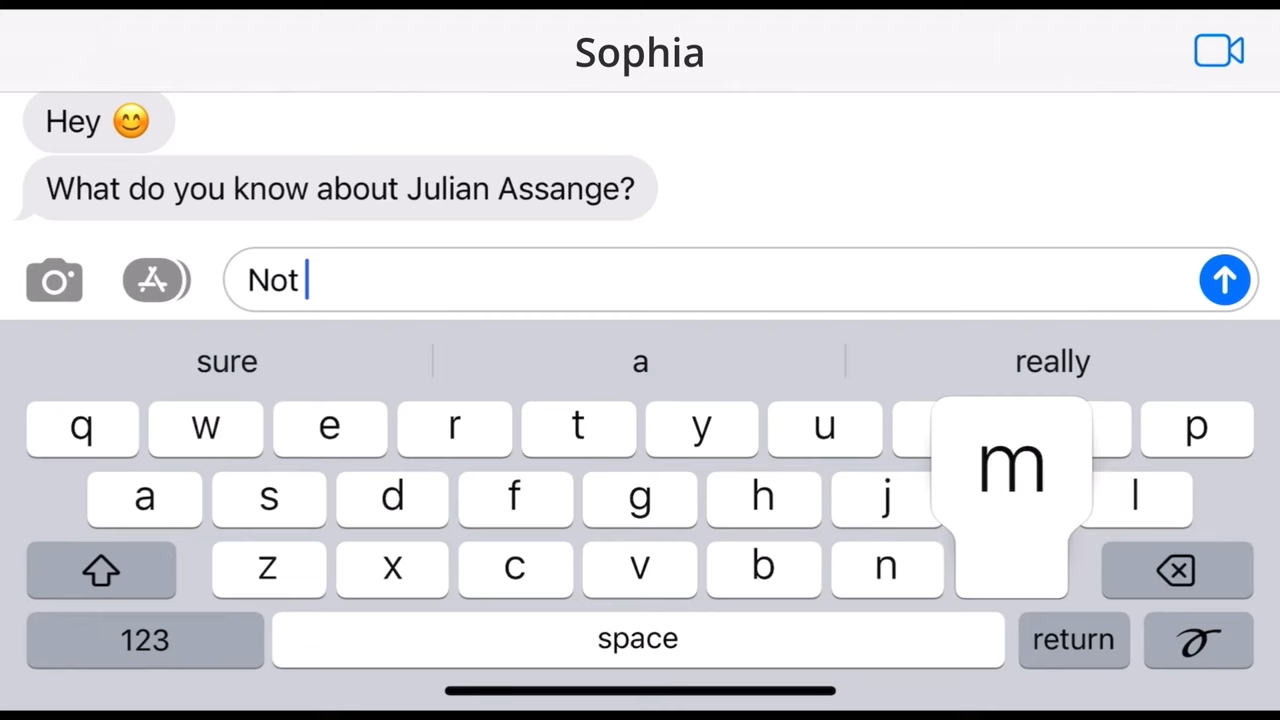 Sophia
Hey 😊
What do you know about Julian Assange?
Not
sure a really
q w e r t y u p
m
a s d f g h j l
z x c v b n
123 space return